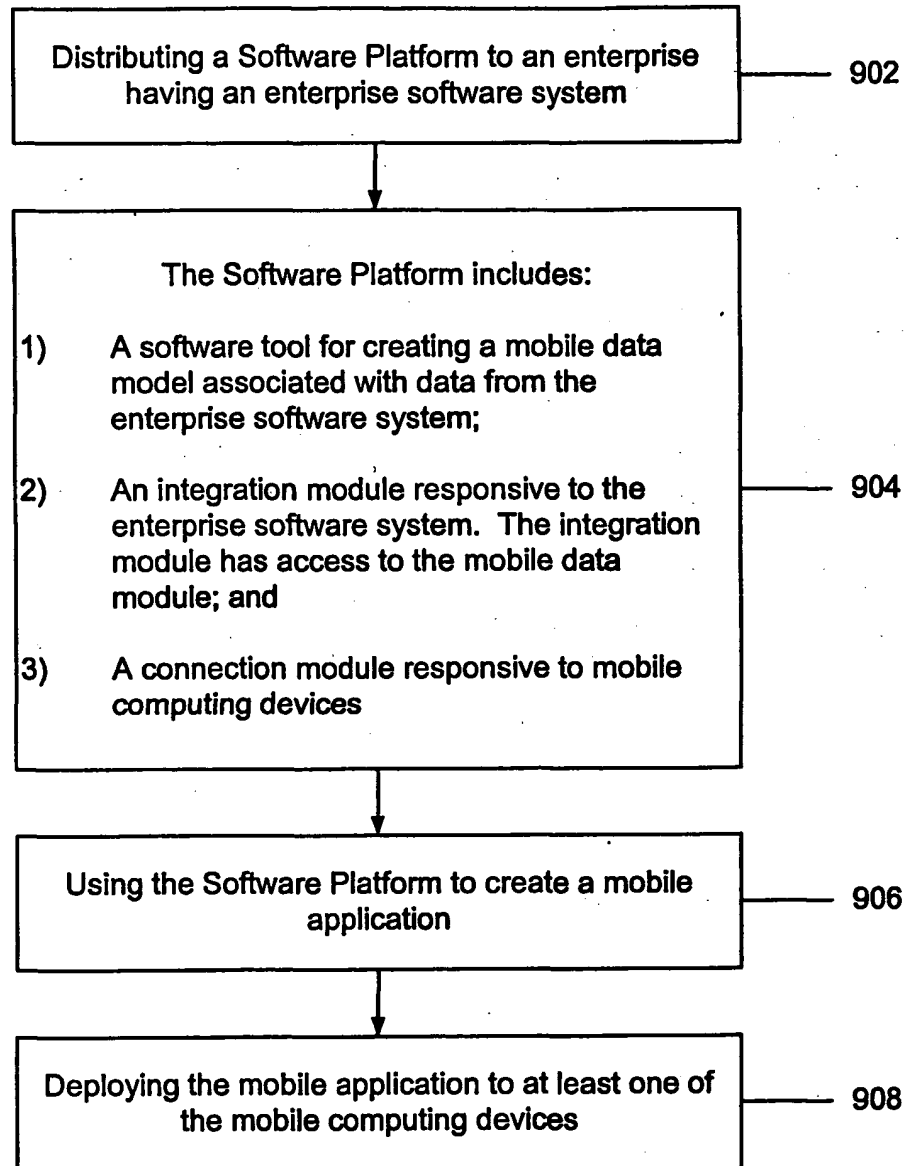 Distributing a Software Platform to an enterprise
having an enterprise software system
902
The Software Platform includes:
1) A software tool for creating a mobile data
model associated with data from the
enterprise software system;
2) An integration module responsive to the
enterprise software system. The integration
module has access to the mobile data
module; and
3) A connection module responsive to mobile
computing devices
904
Using the Software Platform to create a mobile
application
906
Deploying the mobile application to at least one of
the mobile computing devices
908